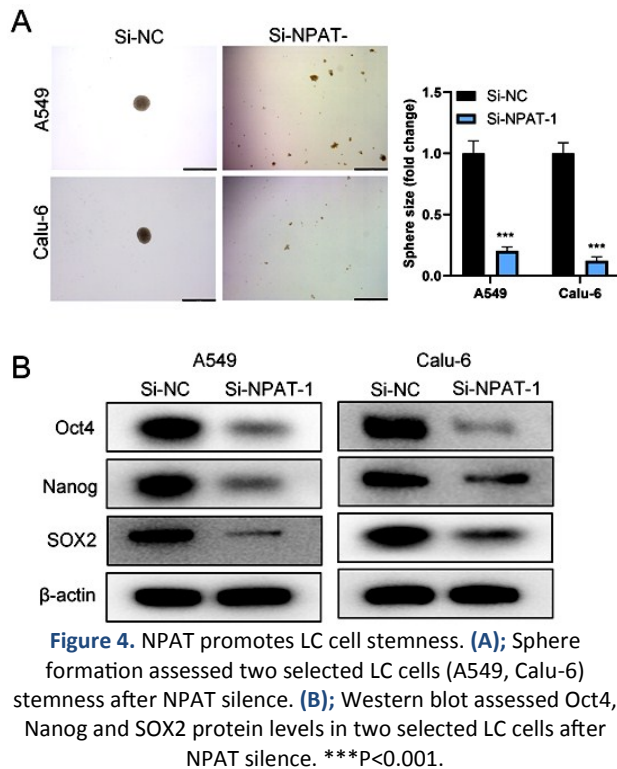 A
Si-NC
Si-NPAT-
A549
Calu-6
Sphere size (fold change)
1.5
1.0
0.5
0.0
Si-NC
Si-NPAT-1
***
***
A549
Calu-6
B
A549
Calu-6
Si-NC
Si-NPAT-1
Si-NC
Si-NPAT-1
Oct4
Nanog
SOX2
β-actin
Figure 4. NPAT promotes LC cell stemness. (A); Sphere
formation assessed two selected LC cells (A549, Calu-6)
stemness after NPAT silence. (B); Western blot assessed Oct4,
Nanog and SOX2 protein levels in two selected LC cells after
NPAT silence. ***P<0.001.